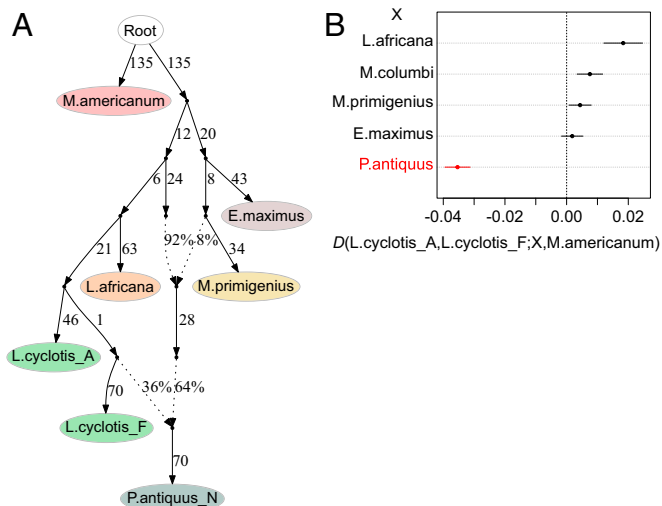 A
Root
135 135
M.americanum
12 20
6 24 8 43
E.maximus
92% 8%
21 63 34
L.africana
M.primigenius
46 1 28
L.cyclotis_A
70 36% 64%
L.cyclotis_F
70
P.antiquus_N
B
X
L.africana
M.columbi
M.primigenius
E.maximus
P.antiquus
-0.04 -0.02 0.00 0.02
D(L.cyclotis_A,L.cyclotis_F;X,M.americanum)